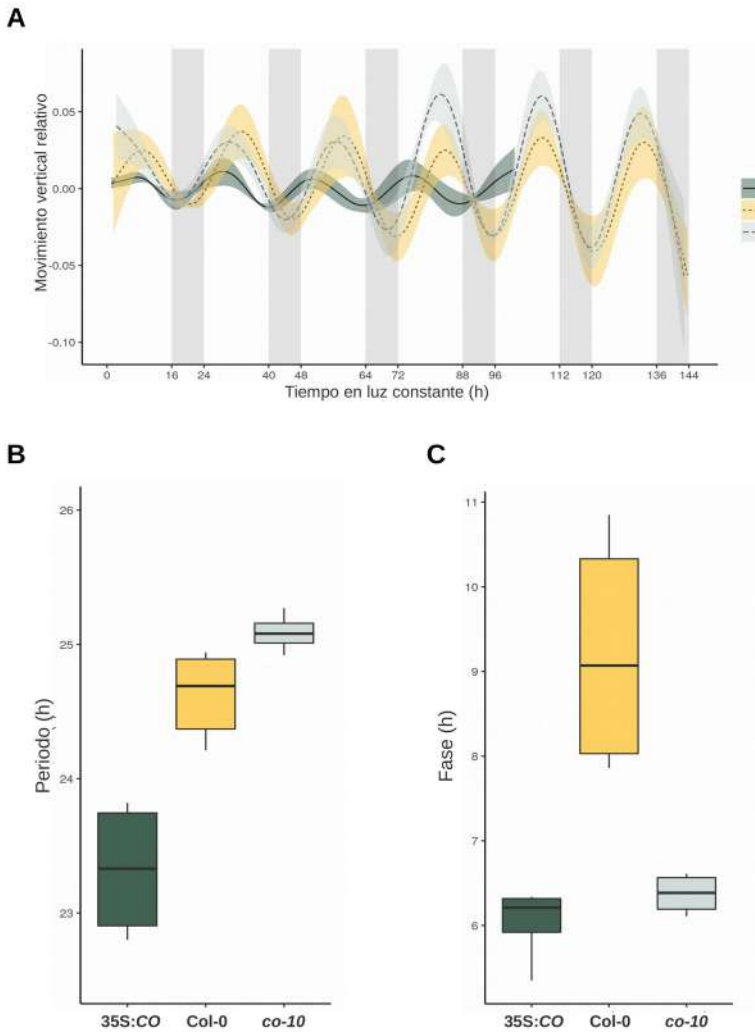 A
Movimiento vertical relativo
0.05
0.00
-0.05
-0.10
0 16 24 40 48 64 72 88 96 112 120 136 144
Tiempo en luz constante (h)
B
Periodo (h)
26
25
24
23
35S:CO Col-0 co-10
C
Fase (h)
11
10
9
8
7
6
35S:CO Col-0 co-10